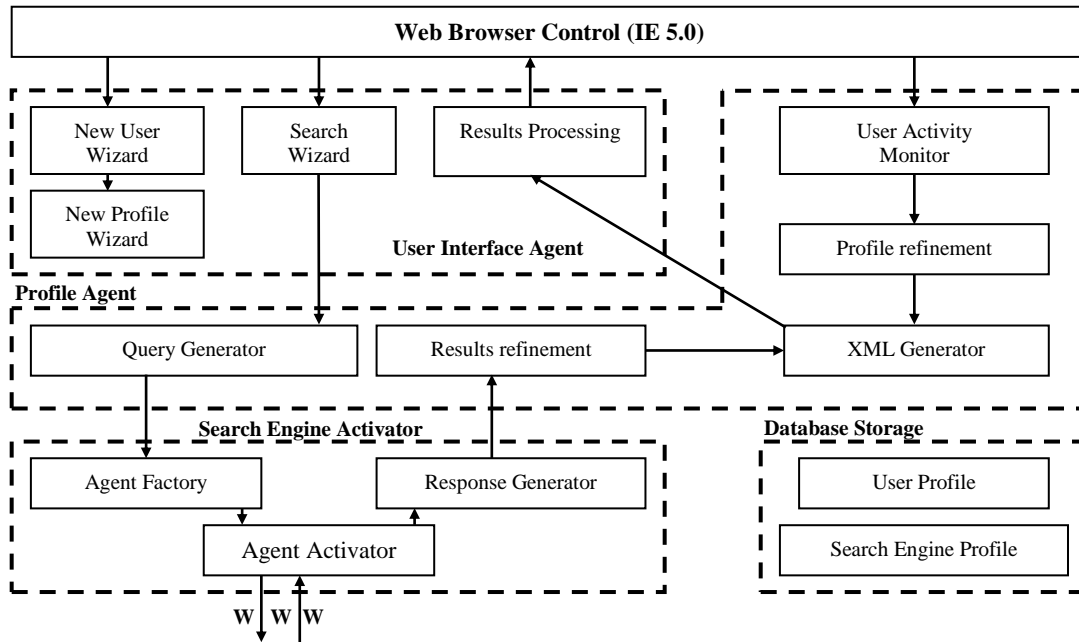 Web Browser Control (IE 5.0)
New User
Wizard
Search
Wizard
Results Processing
User Activity
Monitor
New Profile
Wizard
User Interface Agent
Profile refinement
Profile Agent
Query Generator
Results refinement
XML Generator
Search Engine Activator
Database Storage
Agent Factory
Response Generator
User Profile
Agent Activator
Search Engine Profile
W W W